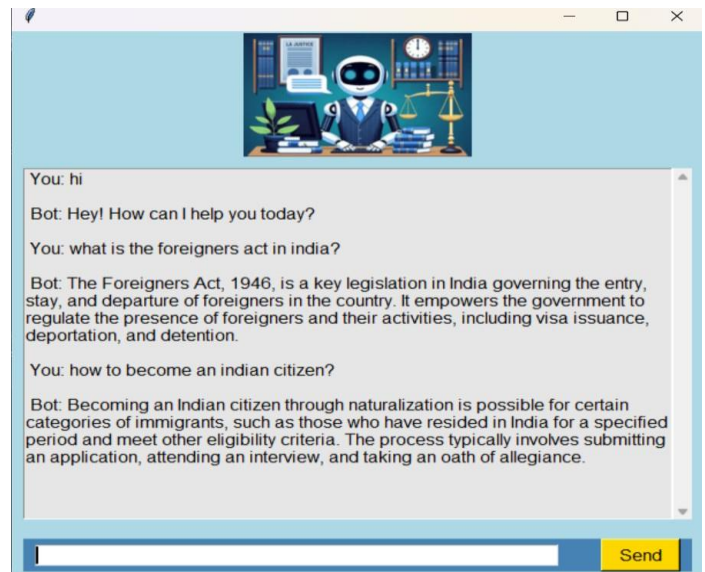 LA JUSTICE
You: hi
Bot: Hey! How can I help you today?
You: what is the foreigners act in india?
Bot: The Foreigners Act, 1946, is a key legislation in India governing the entry,
stay, and departure of foreigners in the country. It empowers the government to
regulate the presence of foreigners and their activities, including visa issuance,
deportation, and detention.
You: how to become an indian citizen?
Bot: Becoming an Indian citizen through naturalization is possible for certain
categories of immigrants, such as those who have resided in India for a specified
period and meet other eligibility criteria. The process typically involves submitting
an application, attending an interview, and taking an oath of allegiance.
Send